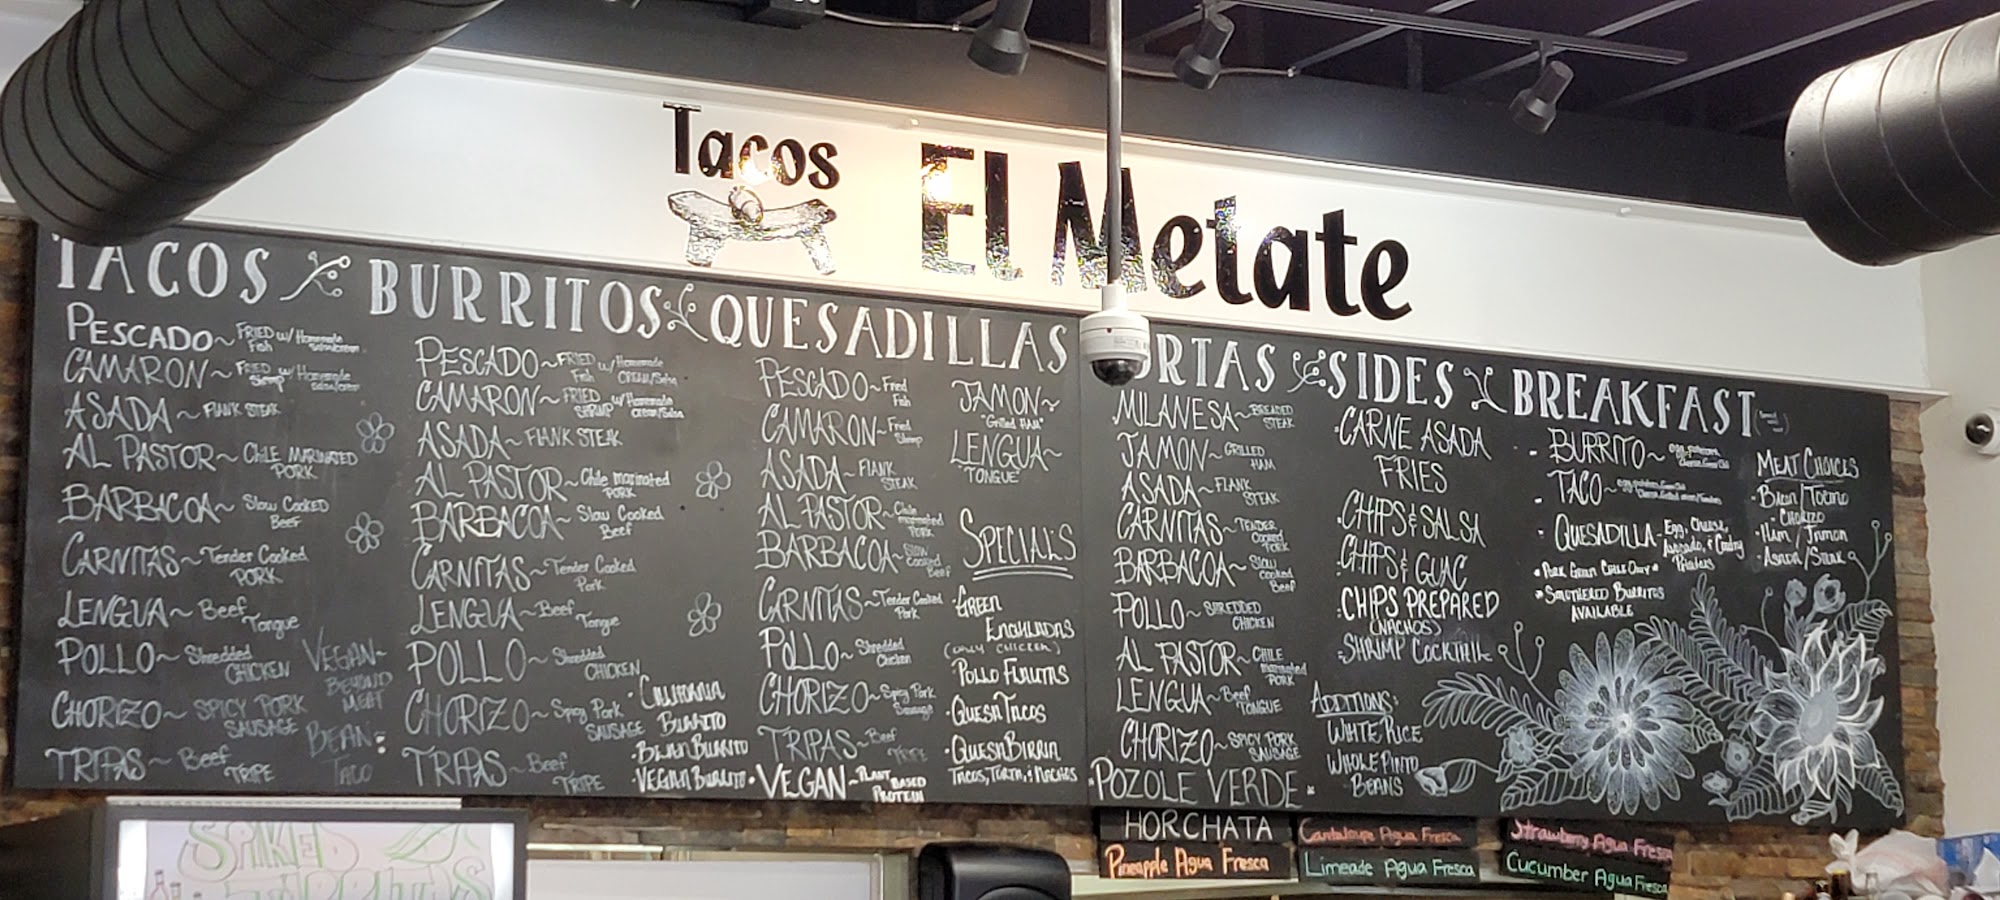 Tacos
El Metate
TACOS
PESCADO~ FRIED w/ Homemade
Fish
CAMARON~ FRIED w/ Homemade
Shrimp
ASADA~ FLANK STEAK
AL PASTOR~ CHILE MARINATED
PORK
BARBACOA~ Slow COOKED
Beef
CARNITAS~ Tender Cooked
PORK
LENGUA~ Beef
Tongue
POLLO~ Shredded
CHICKEN
CHORIZO~ SPICY PORK
SAUSAGE
TRIPAS~ Beef
TRIPE
VEGAN~
BEYOND
MEAT
BEAN
TACO
BURRITOS
PESCADO~ FRIED w/ Homemade
Fish CREAM/Salsa
CAMARON~ FRIED w/ Homemade
SHRIMP CREAM/Salsa
ASADA~ FLANK STEAK
AL PASTOR~ Chile marinated
PORK
BARBACOA~ Slow Cooked
Beef
CARNITAS~ Tender Cooked
Pork
LENGUA~ Beef
Tongue
POLLO~ Shredded
CHICKEN
CHORIZO~ Spicy Pork
SAUSAGE
TRIPAS~ Beef
TRIPE
• CALIFORNIA
BURRITO
• BEAN BURRITO
• VEGAN BURRITO
QUESADILLAS
PESCADO~ Fried
Fish
CAMARON~ Fried
Shrimp
ASADA~ FLANK
STEAK
AL PASTOR~ Chile
marinated
PORK
BARBACOA~ Slow
Cooked
Beef
CARNITAS~ Tender Cooked
Pork
POLLO~ Shredded
Chicken
CHORIZO~ Spicy Pork
Sausage
TRIPAS~ Beef
TRIPE
• VEGAN~ PLANT
BASED
PROTEIN
JAMON~
"Grilled HAM"
LENGUA~
"TONGUE"
SPECIALS
• GREEN
ENCHILADAS
(ONLY CHICKEN)
• POLLO FLAUTAS
• QUESA TACOS
• QUESA BIRRIA
TACOS, TORTA, & NACHOS
ORTAS
MILANESA~ BREADED
STEAK
JAMON~ GRILLED
HAM
ASADA~ FLANK
STEAK
CARNITAS~ TENDER
Cooked
PORK
BARBACOA~ Slow
Cooked
Beef
POLLO~ SHREDDED
CHICKEN
AL PASTOR~ CHILE
marinated
PORK
LENGUA~ Beef
TONGUE
CHORIZO~ SPICY PORK
SAUSAGE
• POZOLE VERDE •
SIDES
• CARNE ASADA
FRIES
• CHIPS & SALSA
• CHIPS & GUAC
• CHIPS PREPARED
(NACHOS)
• SHRIMP COCKTAIL
ADDITIONS:
WHITE RICE
WHOLE PINTO
BEANS
BREAKFAST
- BURRITO~
- TACO~
• QUESADILLA - Egg, Cheese,
Avocado, & Country
Potatoes
• PORK GREEN CHILE ONLY •
• SMOTHERED BURRITOS
AVAILABLE
MEAT CHOICES
• Bacon/Tocino
• CHORIZO
• Ham / Jamon
• Asada/Steak
HORCHATA
Cantaloupe Agua Fresca
Strawberry Agua Fresca
Pineapple Agua Fresca
Limeade Agua Fresca
Cucumber Agua Fresca
SPIKED